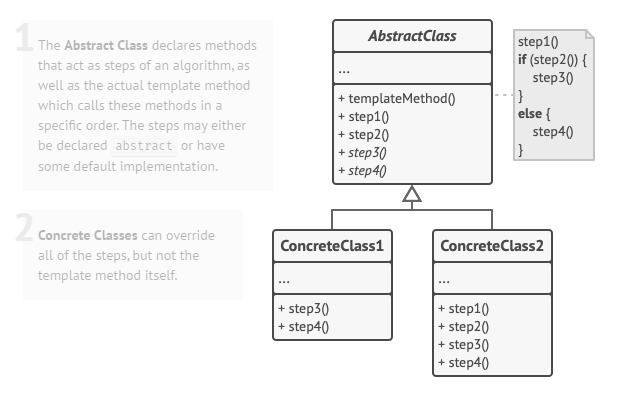 1
The Abstract Class declares methods
that act as steps of an algorithm, as
well as the actual template method
which calls these methods in a
specific order. The steps may either
be declared abstract or have
some default implementation.
2
Concrete Classes can override
all of the steps, but not the
template method itself.
AbstractClass
...
+ templateMethod()
+ step1()
+ step2()
+ step3()
+ step4()
step1()
if (step2()) {
step3()
}
else {
step4()
}
ConcreteClass1
...
+ step3()
+ step4()
ConcreteClass2
...
+ step1()
+ step2()
+ step3()
+ step4()